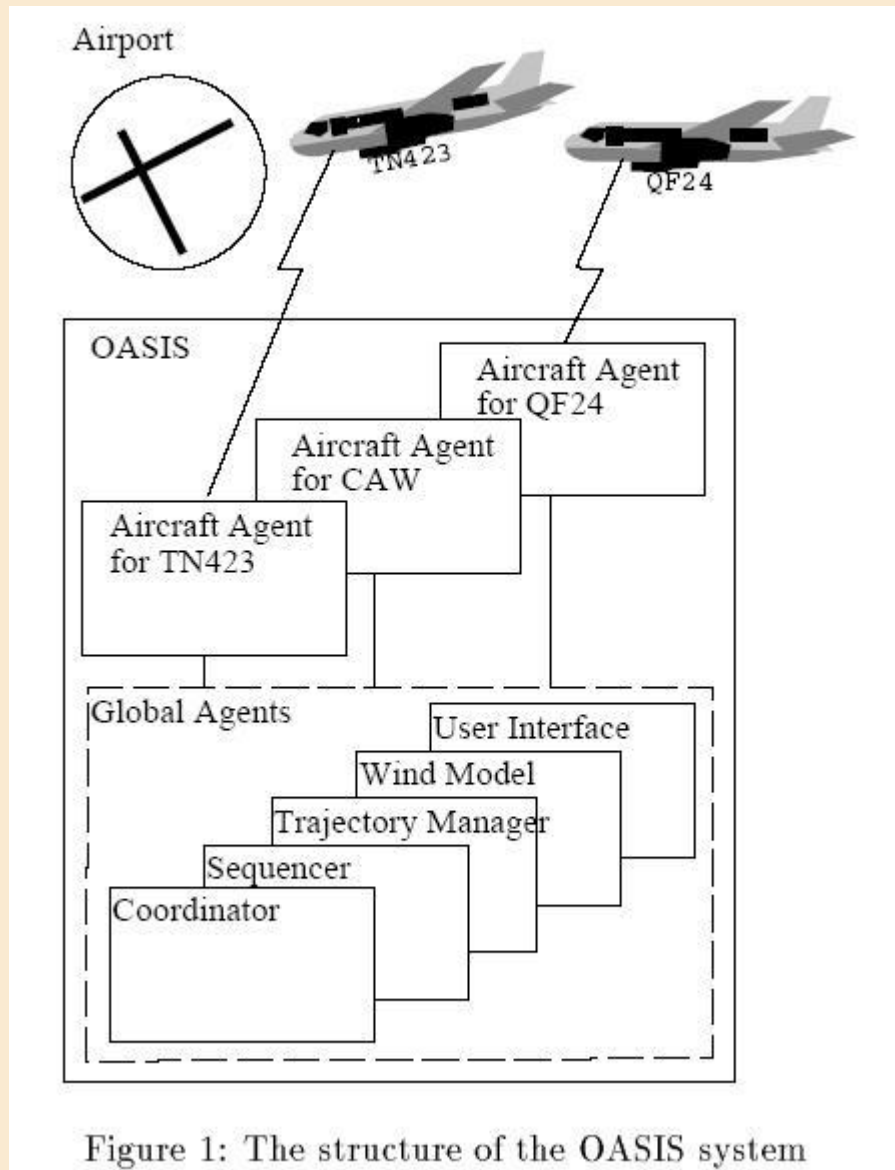 Airport
TN423
QF24
OASIS
Aircraft Agent
for QF24
Aircraft Agent
for CAW
Aircraft Agent
for TN423
Global Agents
User Interface
Wind Model
Trajectory Manager
Sequencer
Coordinator
Figure 1: The structure of the OASIS system